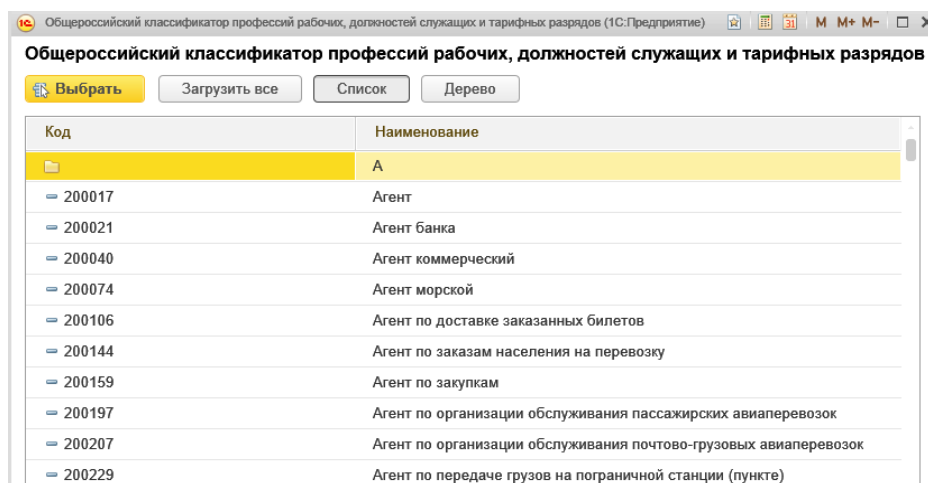 1С Общероссийский классификатор профессий рабочих, должностей служащих и тарифных разрядов (1С:Предприятие) 31 M M+ M-
Общероссийский классификатор профессий рабочих, должностей служащих и тарифных разрядов
Выбрать Загрузить все Список Дерево
Код Наименование
А
200017 Агент
200021 Агент банка
200040 Агент коммерческий
200074 Агент морской
200106 Агент по доставке заказанных билетов
200144 Агент по заказам населения на перевозку
200159 Агент по закупкам
200197 Агент по организации обслуживания пассажирских авиаперевозок
200207 Агент по организации обслуживания почтово-грузовых авиаперевозок
200229 Агент по передаче грузов на пограничной станции (пункте)